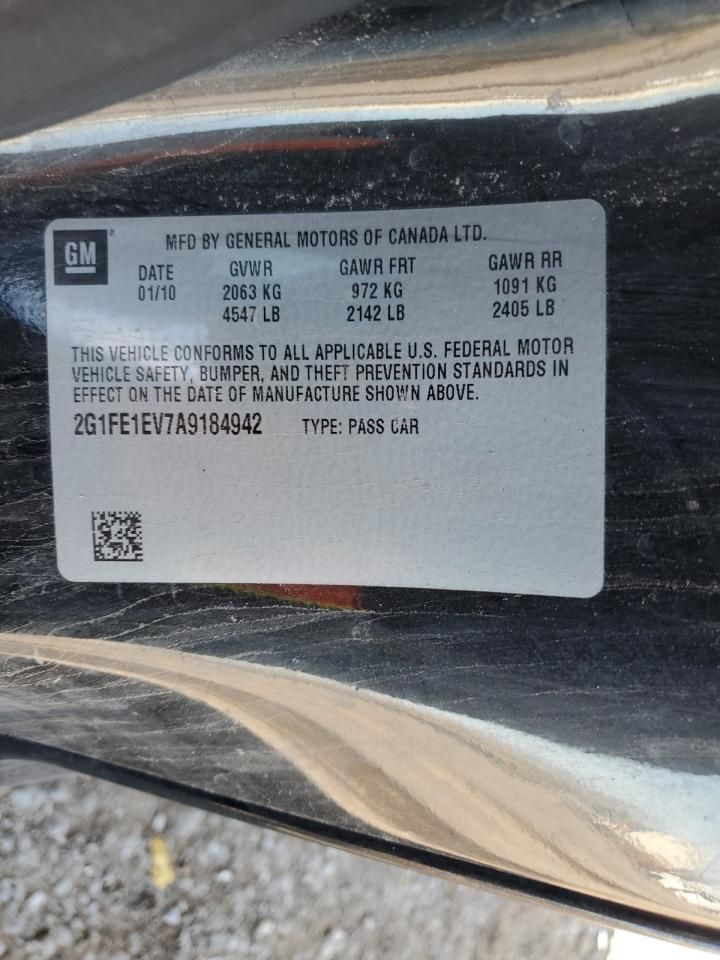 GM ® MFD BY GENERAL MOTORS OF CANADA LTD.
DATE GVWR GAWR FRT GAWR RR
01/10 2063 KG 972 KG 1091 KG
4547 LB 2142 LB 2405 LB
THIS VEHICLE CONFORMS TO ALL APPLICABLE U.S. FEDERAL MOTOR
VEHICLE SAFETY, BUMPER, AND THEFT PREVENTION STANDARDS IN
EFFECT ON THE DATE OF MANUFACTURE SHOWN ABOVE.
2G1FE1EV7A9184942 TYPE: PASS CAR